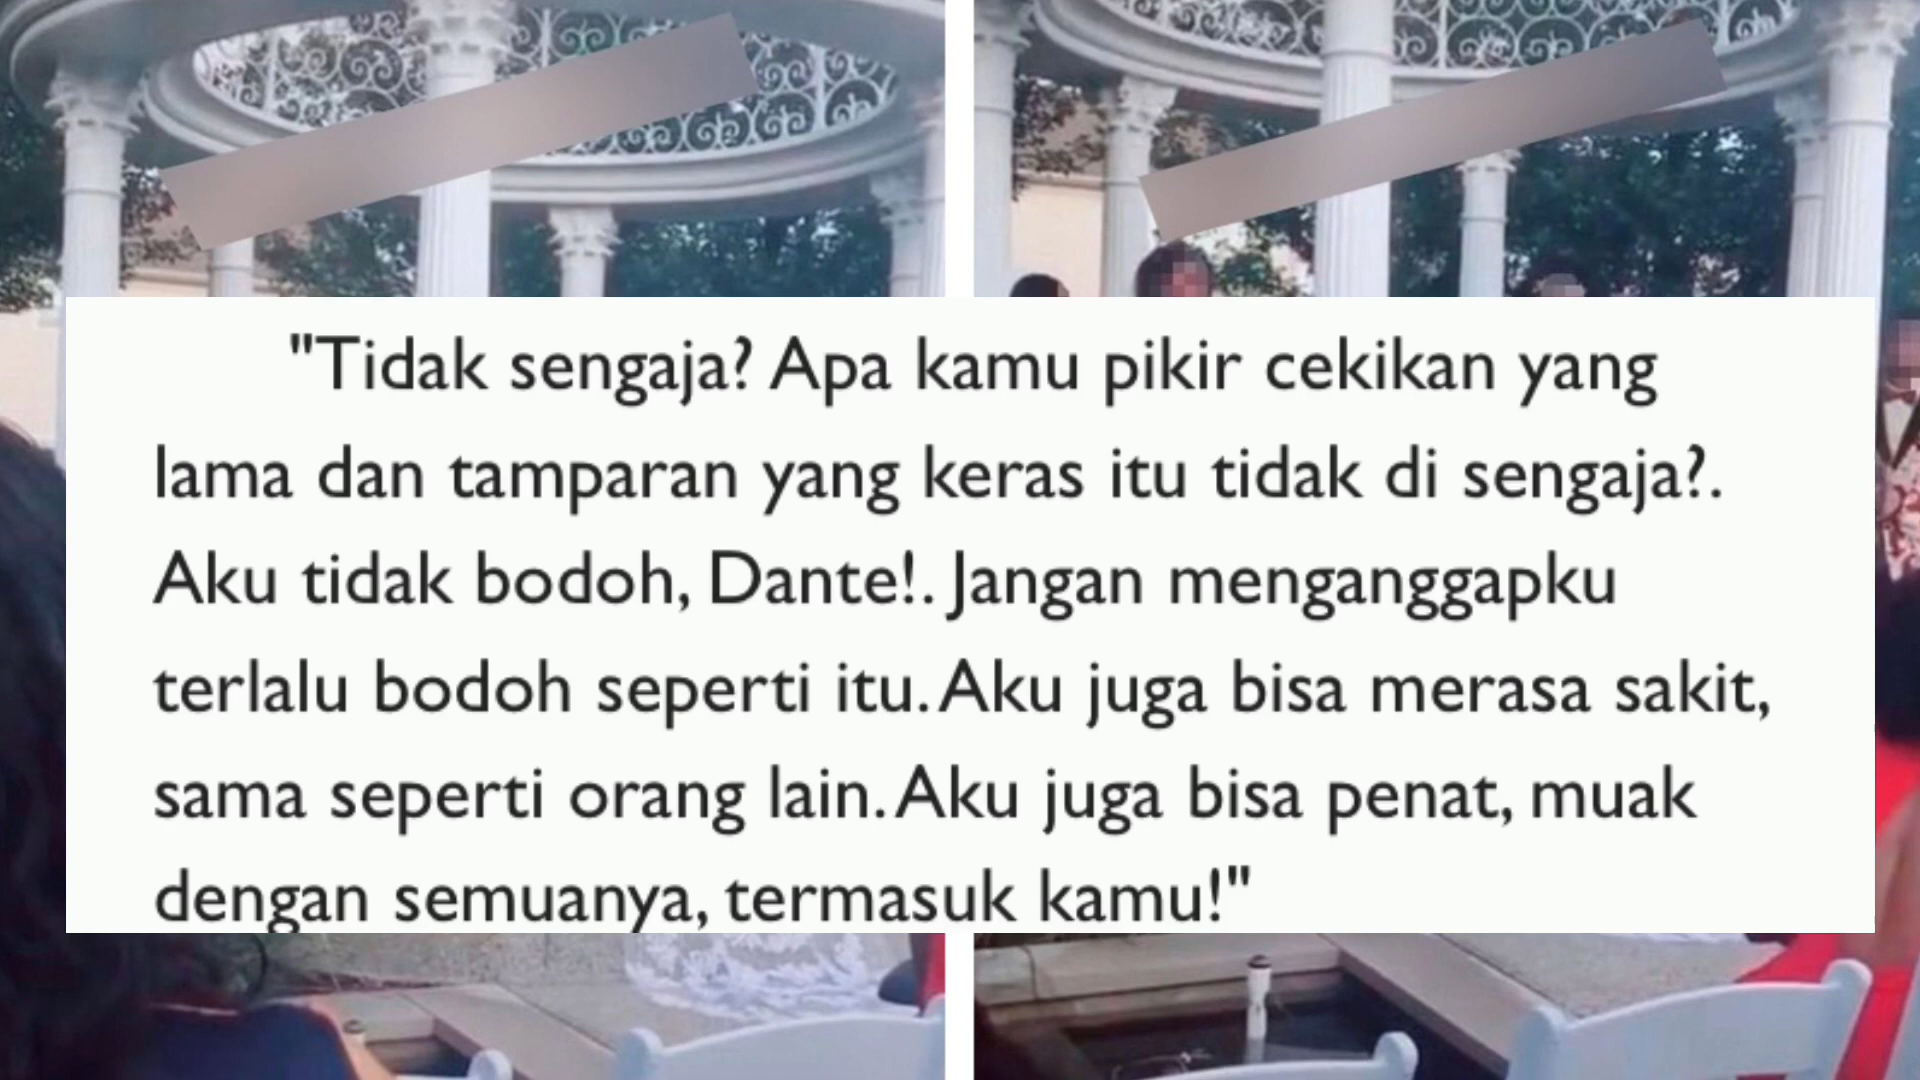 "Tidak sengaja? Apa kamu pikir cekikan yang
lama dan tamparan yang keras itu tidak di sengaja?.
Aku tidak bodoh, Dante!. Jangan menganggapku
terlalu bodoh seperti itu. Aku juga bisa merasa sakit,
sama seperti orang lain. Aku juga bisa penat, muak
dengan semuanya, termasuk kamu!"